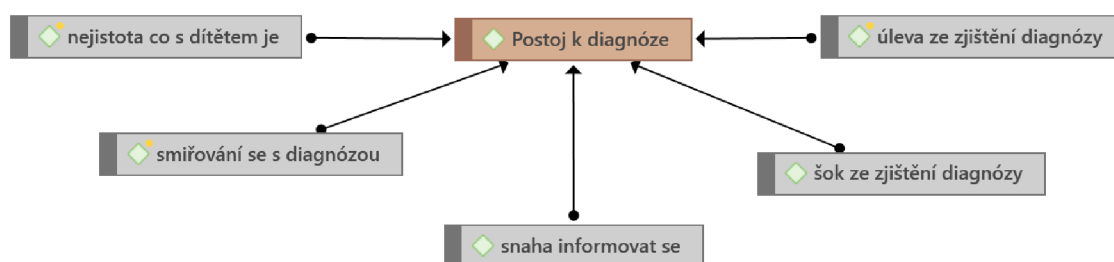 nejistota co s dítětem je
Postoj k diagnóze
úleva ze zjištění diagnózy
smiřování se s diagnózou
šok ze zjištění diagnózy
snaha informovat se